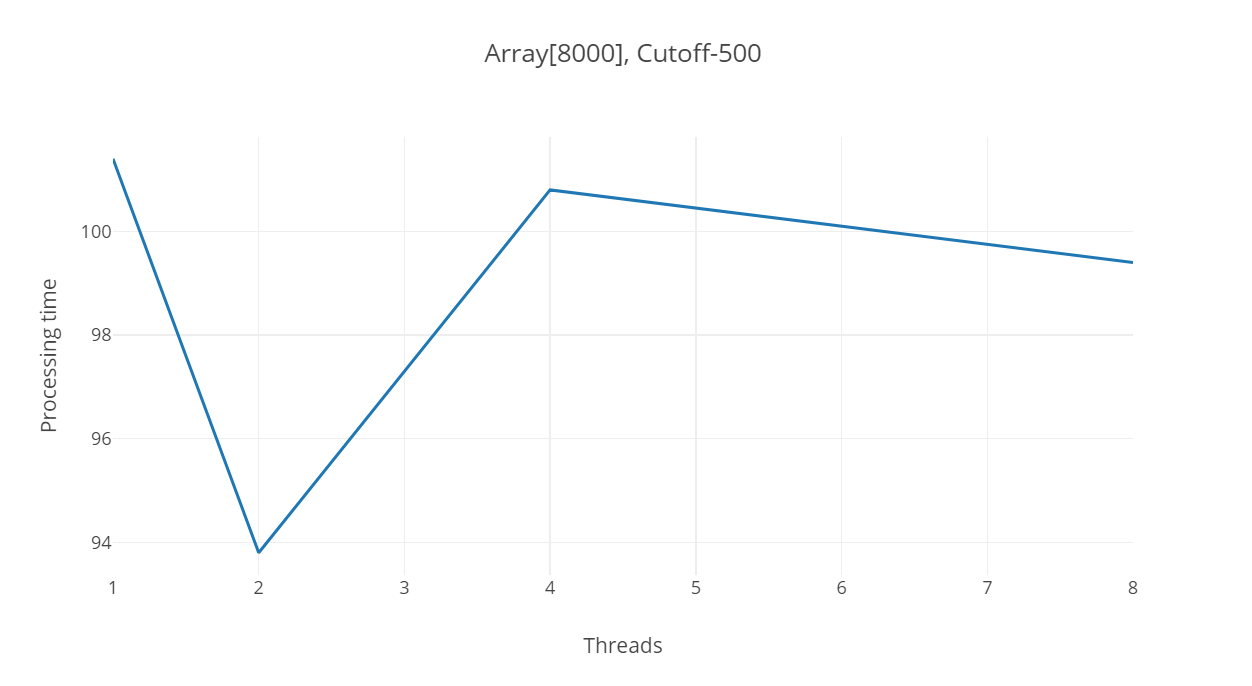 Array[8000], Cutoff-500
Processing time
100
98
96
94
1 2 3 4 5 6 7 8
Threads